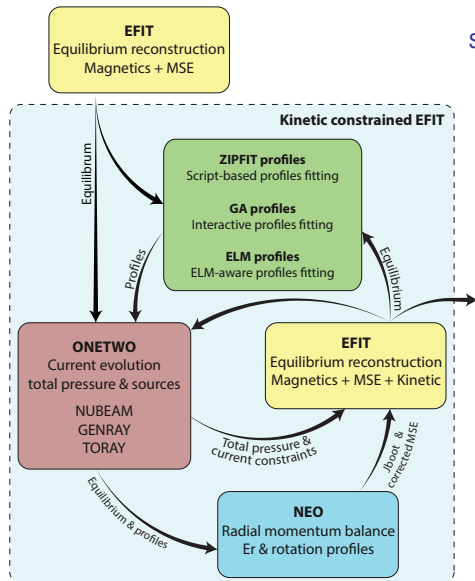 EFIT
Equilibrium reconstruction
Magnetics + MSE
S
Kinetic constrained EFIT
Equilibrum
ZIPFIT profiles
Script-based profiles fitting
GA profiles
Interactive profiles fitting
ELM profiles
ELM-aware profiles fitting
Profiles
Equilibrium
ONETWO
Current evolution
total pressure & sources
NUBEAM
GENRAY
TORAY
EFIT
Equilibrium reconstruction
Magnetics + MSE + Kinetic
Total pressure &
current constraints
Jboot &
corrected MSE
Equilibrium & profiles
NEO
Radial momentum balance
Er & rotation profiles